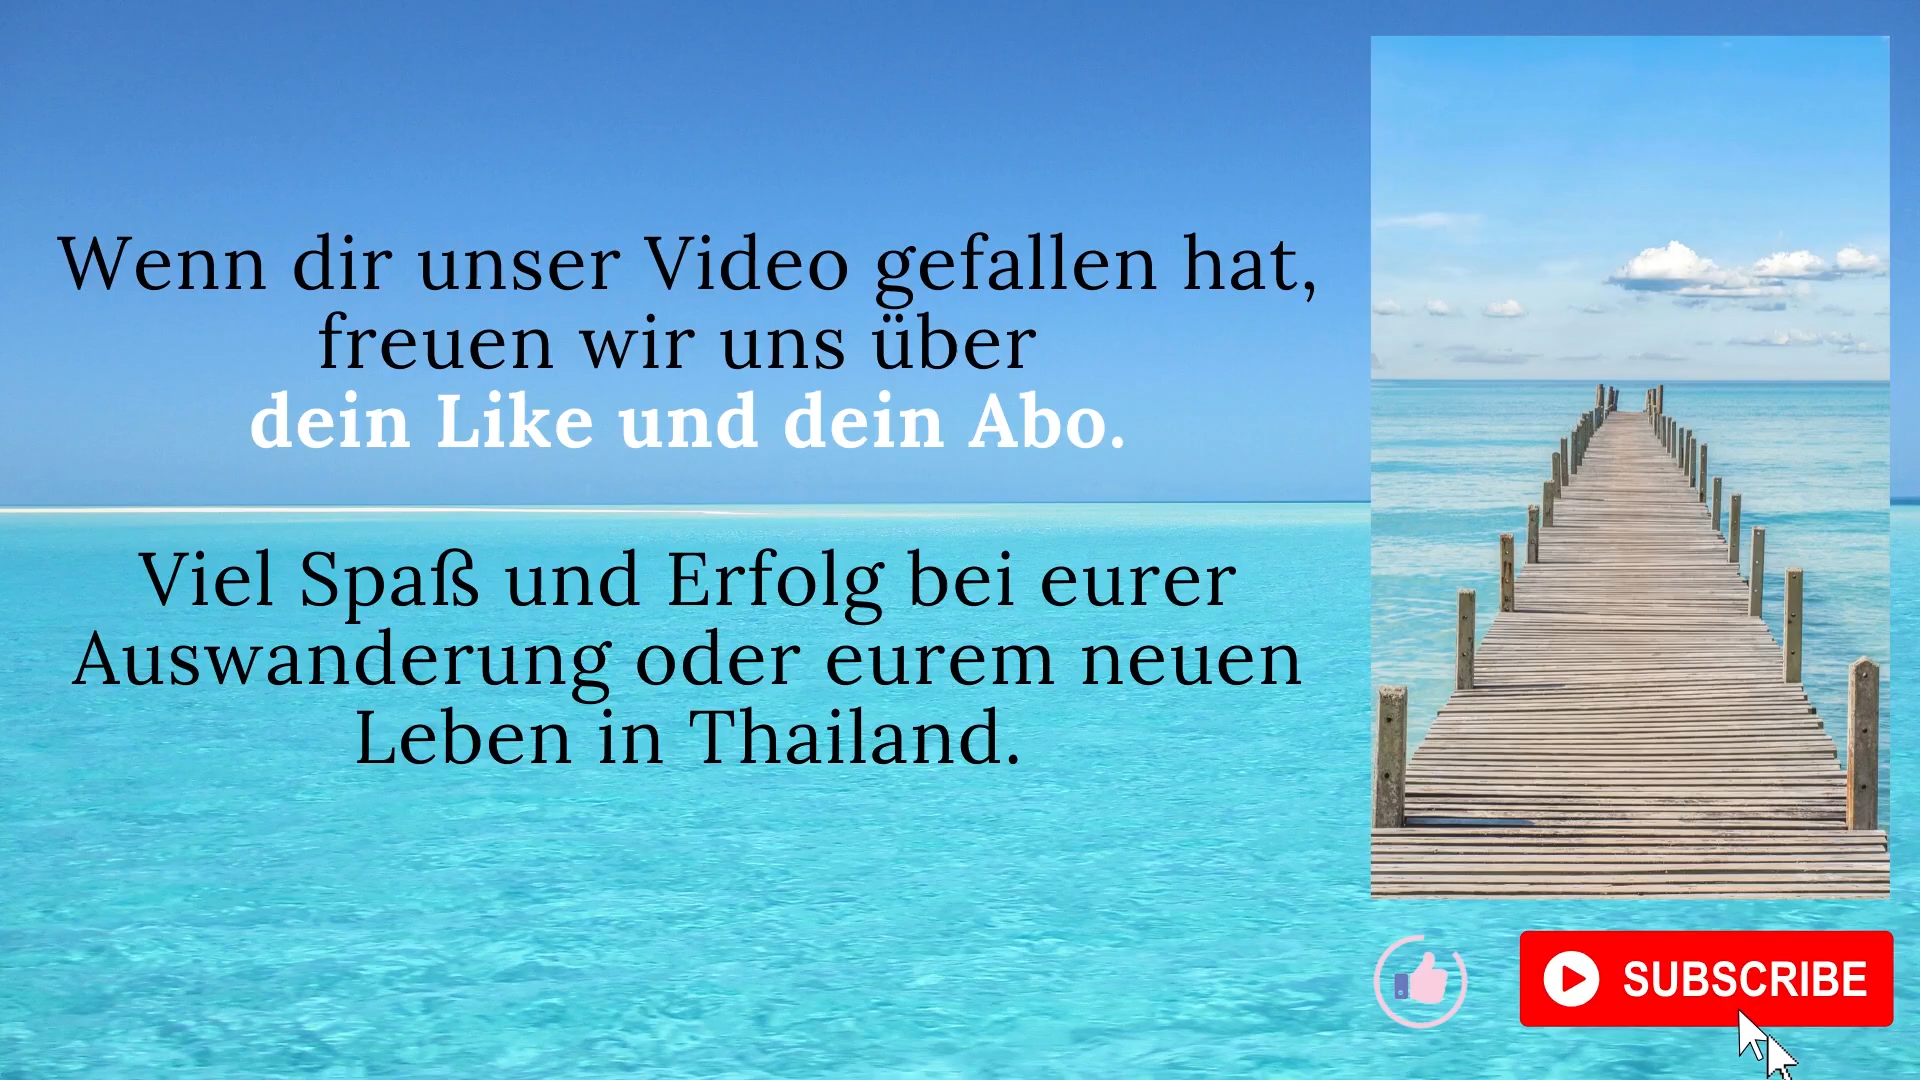 Wenn dir unser Video gefallen hat,
freuen wir uns über
dein Like und dein Abo.
Viel Spaß und Erfolg bei eurer
Auswanderung oder eurem neuen
Leben in Thailand.
SUBSCRIBE